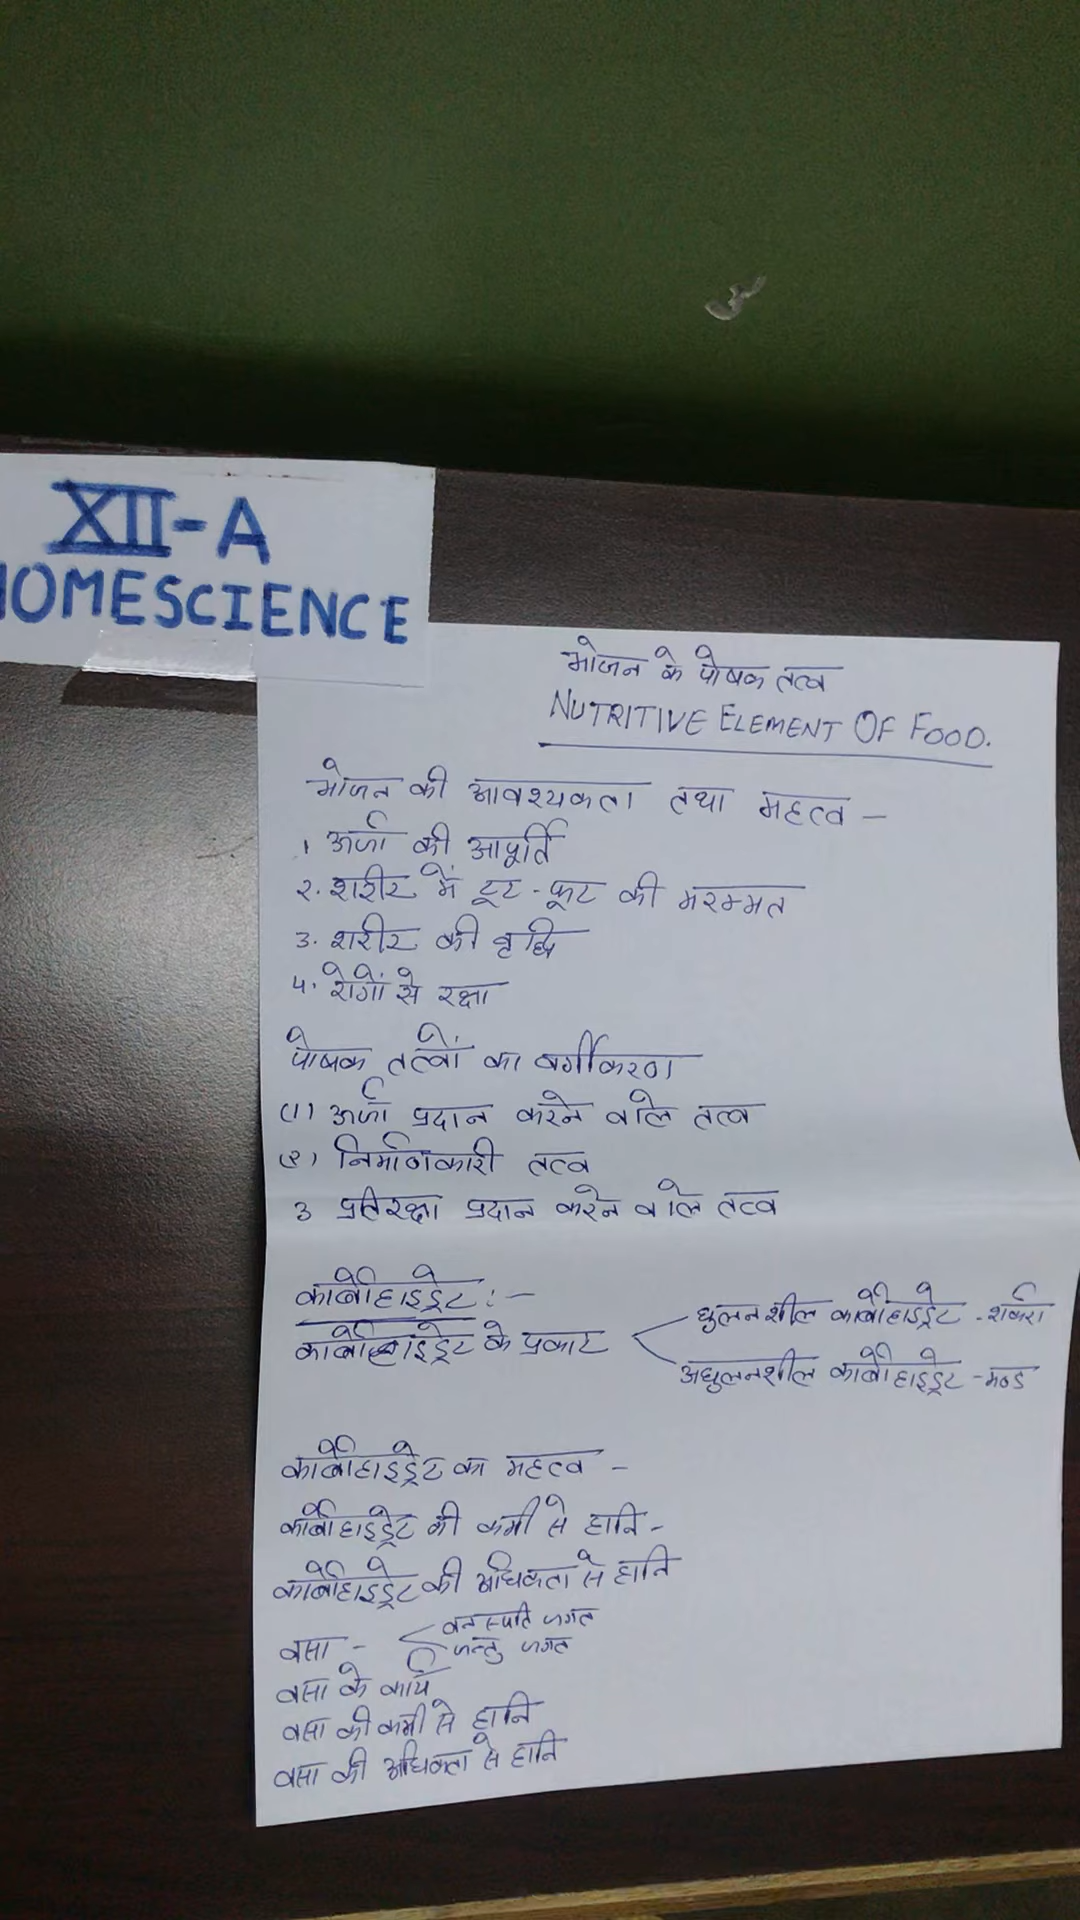 XII-A
HOMESCIENCE
भोजन के पोषक तत्व
NUTRITIVE ELEMENT OF FOOD.
भोजन की आवश्यकता तथा महत्व -
1. ऊर्जा की आपूर्ति
२. शरीर में टूट-फूट की मरम्मत
3. शरीर की वृद्धि
4. रोगों से रक्षा
पोषक तत्वों का वर्गीकरण
(1) ऊर्जा प्रदान करने वाले तत्व
(२) निर्माणकारी तत्व
3 प्रतिरक्षा प्रदान करने वाले तत्व
कार्बोहाइड्रेट :-
कार्बोहाइड्रेट के प्रकार
घुलनशील कार्बोहाइड्रेट - शर्करा
अघुलनशील कार्बोहाइड्रेट - मण्ड
कार्बोहाइड्रेट का महत्व -
कार्बोहाइड्रेट की कमी से हानि -
कार्बोहाइड्रेट की अधिकता से हानि
वसा -
वनस्पति जगत
जन्तु जगत
वसा के कार्य
वसा की कमी से हानि
वसा की अधिकता से हानि